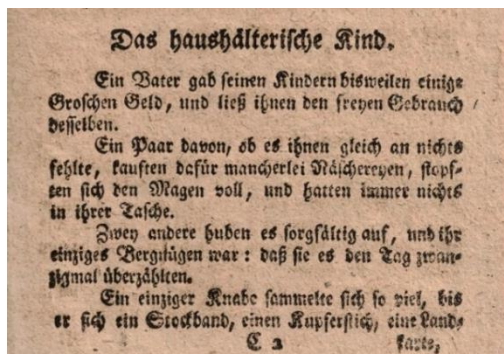 Das haushälterische Kind.
Ein Vater gab seinen Kindern bisweilen einige
Groschen Geld, und ließ ihnen den freyen Gebrauch
desselben.
Ein Paar davon, ob es ihnen gleich an nichts
fehlte, kauften dafür mancherlei Näschereyen, stopf-
ten sich den Magen voll, und hatten immer nichts
in ihrer Tasche.
Zwey andere huben es sorgfältig auf, und ihr
einziges Vergnügen war: daß sie es den Tag zwan-
zigmal überzählten.
Ein einziger Knabe sammelte sich so viel, bis
er sich ein Stockband, einen Kupferstich, eine Land-
C 2 karte,